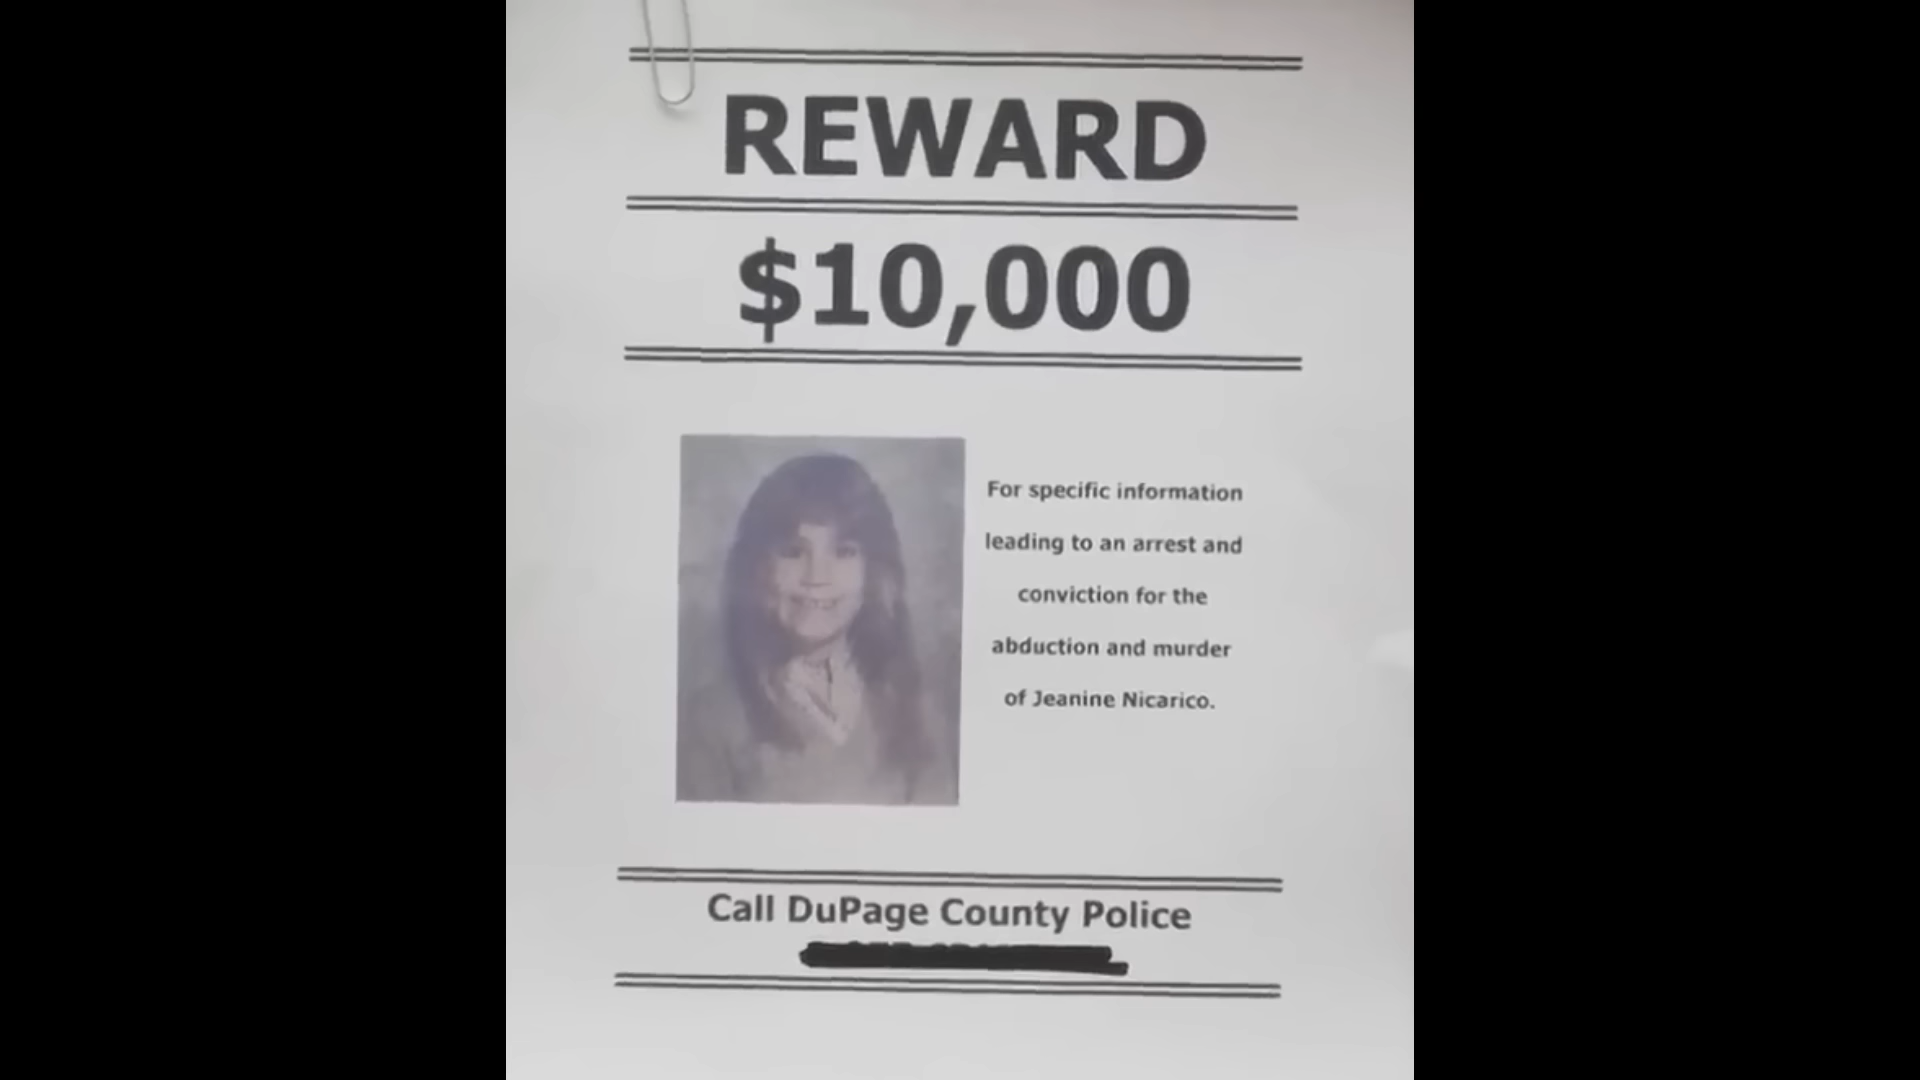 REWARD
$10,000
For specific information
leading to an arrest and
conviction for the
abduction and murder
of Jeanine Nicarico.
Call DuPage County Police